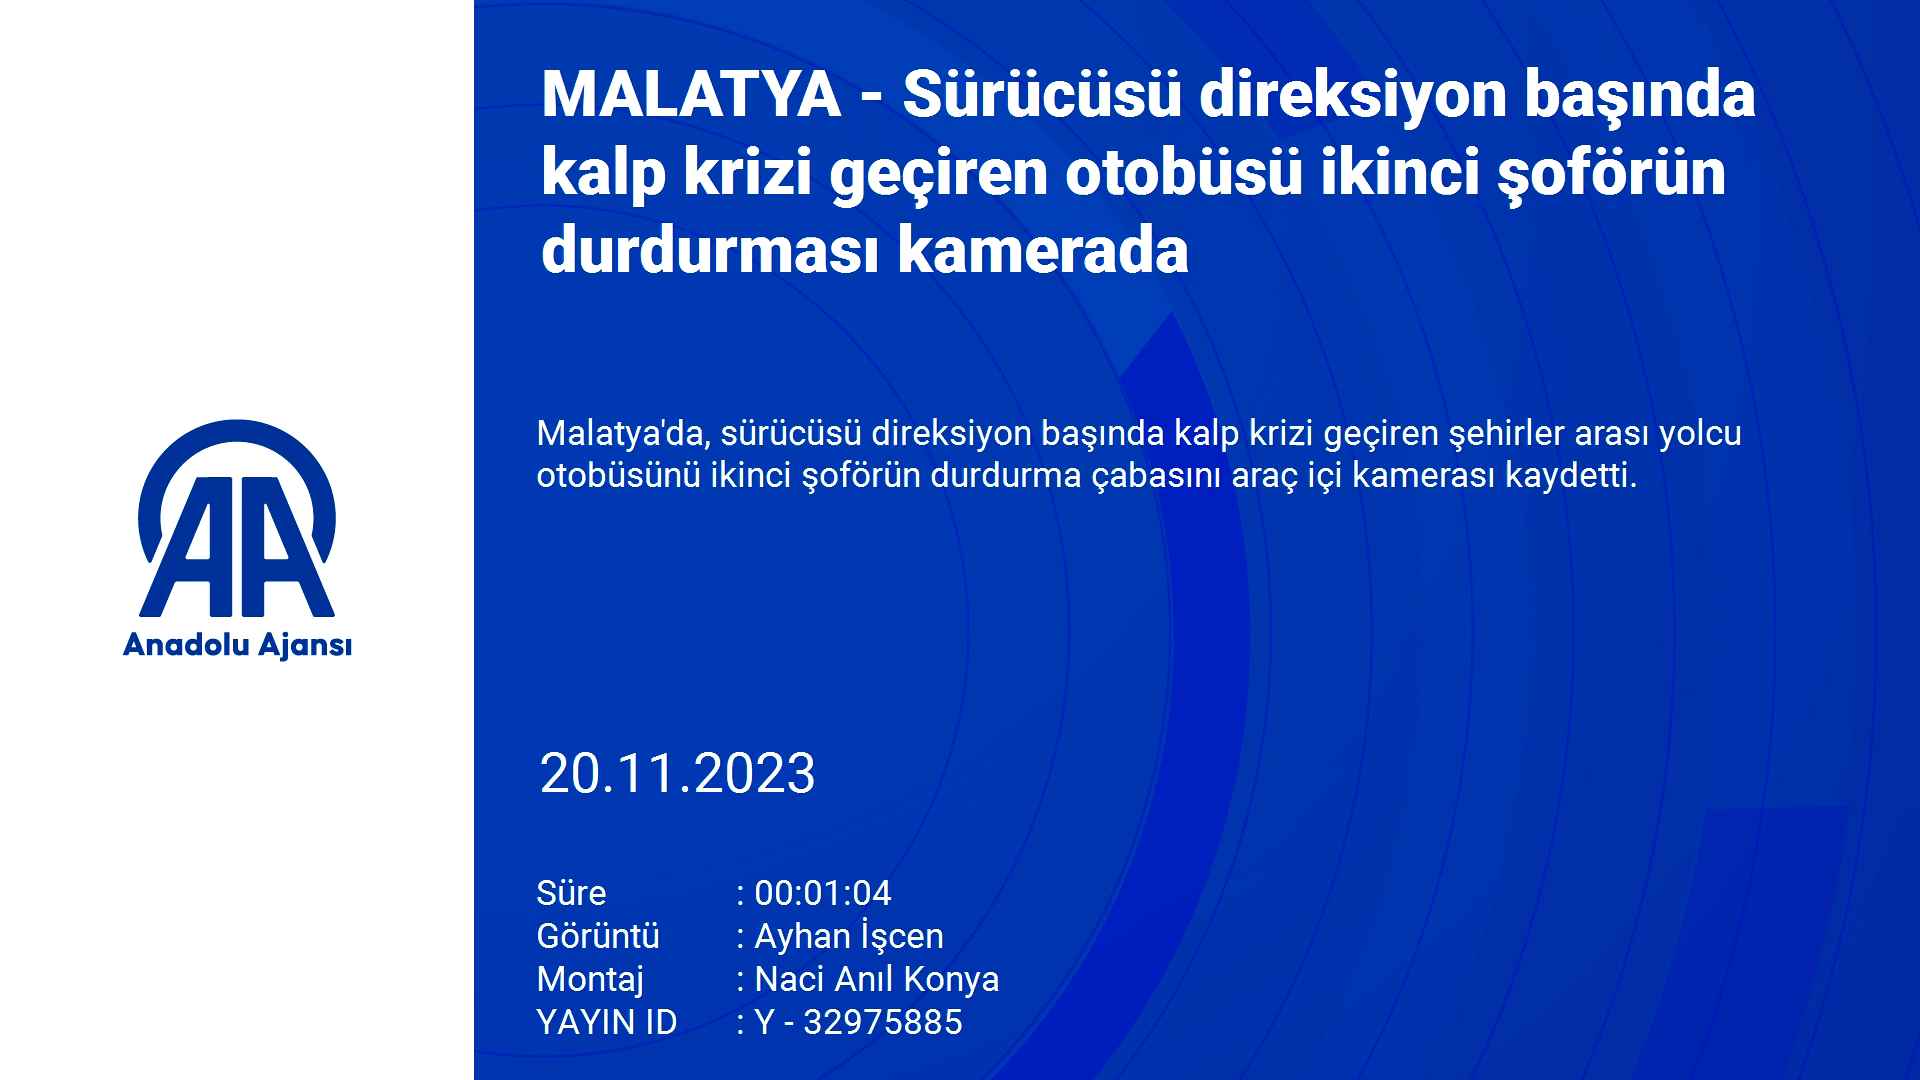 MALATYA - Sürücüsü direksiyon başında
kalp krizi geçiren otobüsü ikinci şoförün
durdurması kamerada
Malatya'da, sürücüsü direksiyon başında kalp krizi geçiren şehirler arası yolcu
otobüsünü ikinci şoförün durdurma çabasını araç içi kamerası kaydetti.
AA
Anadolu Ajansı
20.11.2023
Süre : 00:01:04
Görüntü : Ayhan İşcen
Montaj : Naci Anıl Konya
YAYIN ID : Y - 32975885